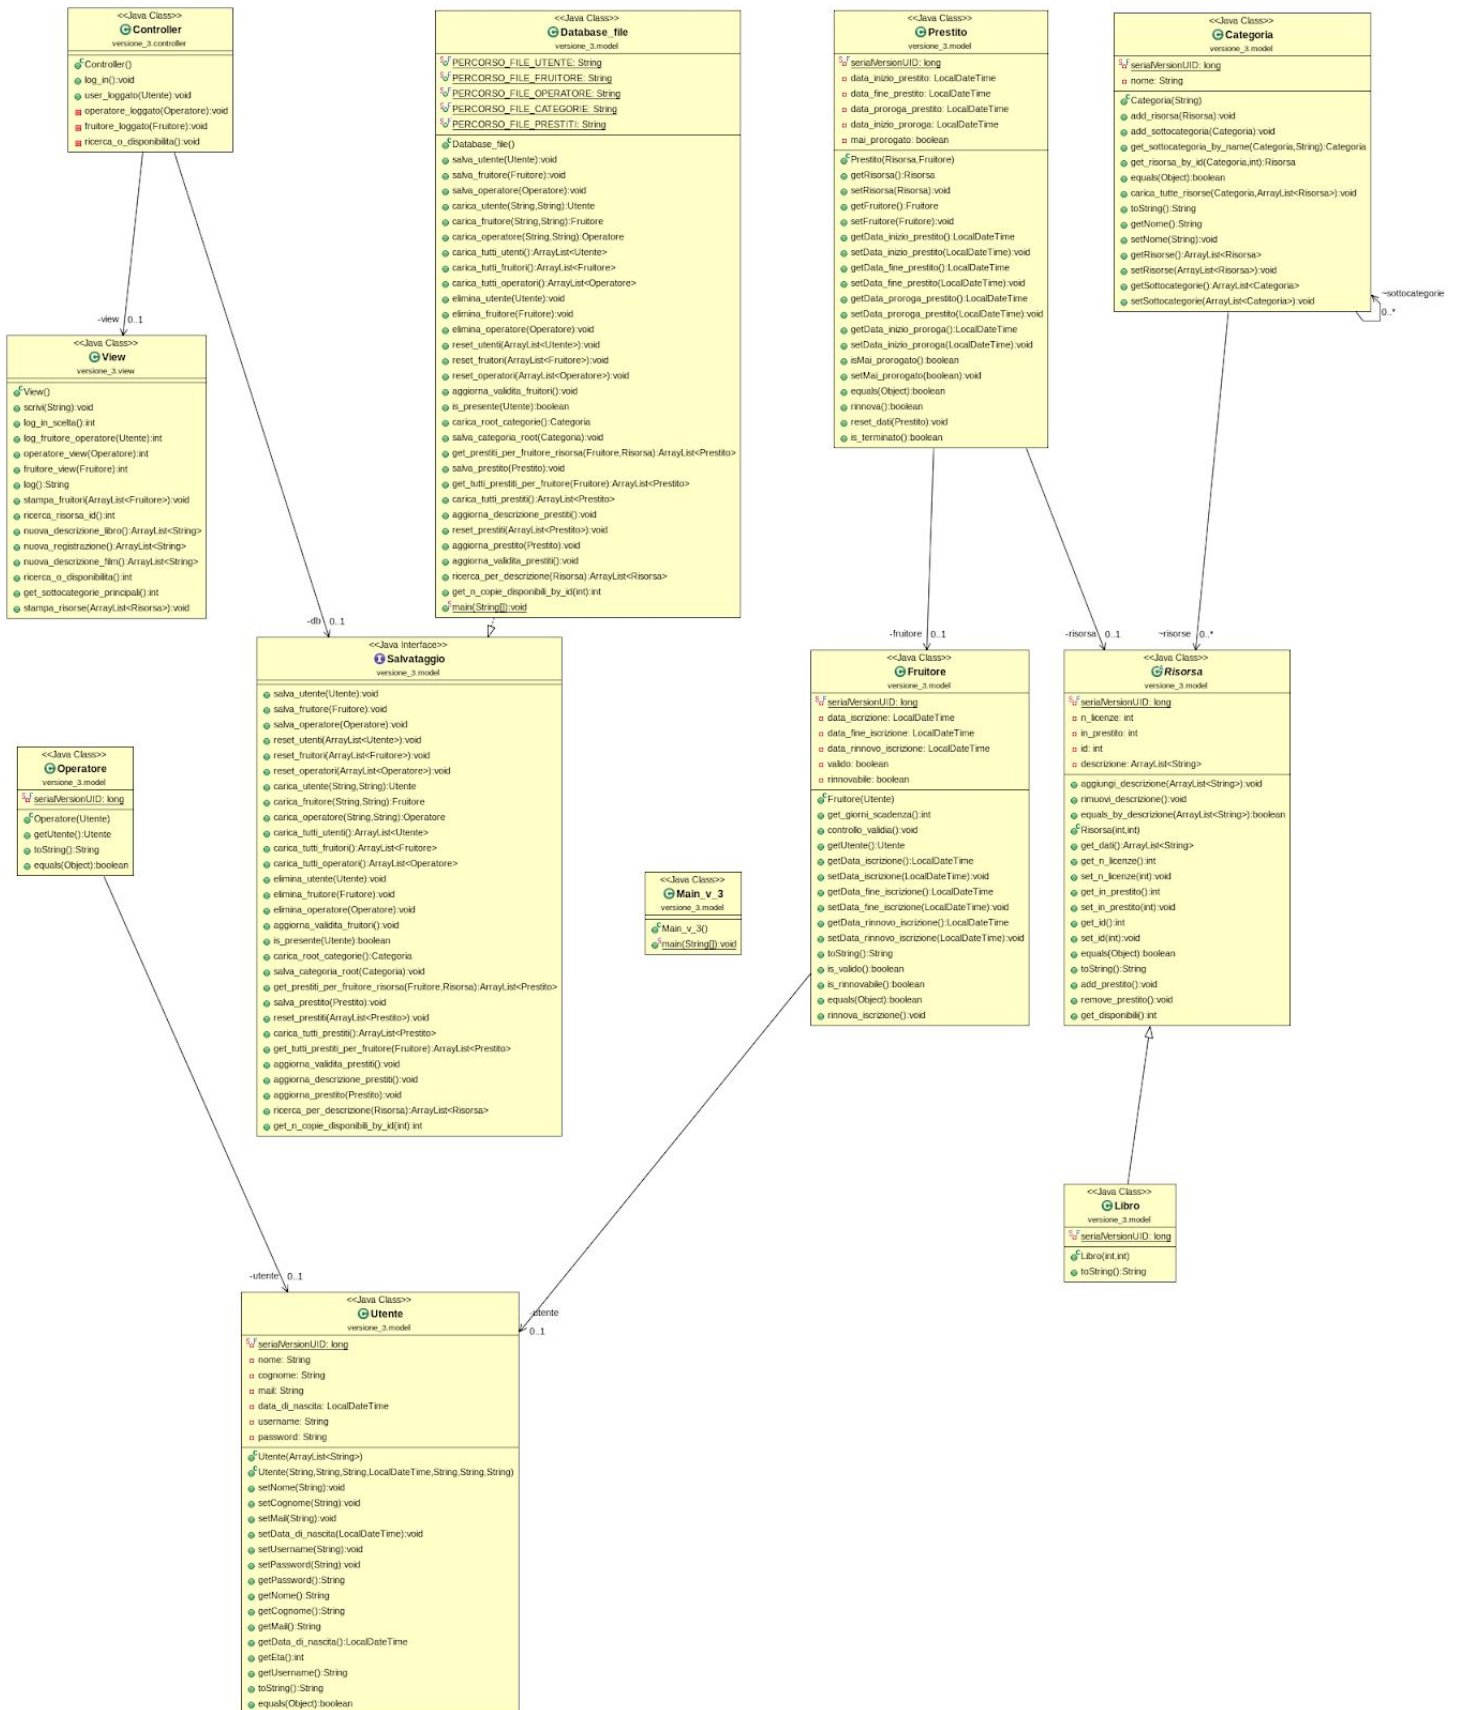 <<Java Class>>
Controller
versione_3.controller
Controller()
log_in():void
user_loggato(Utente):void
operatore_loggato(Operatore):void
fruitore_loggato(Fruitore):void
ricerca_o_disponibilita():void
<<Java Class>>
Database_file
versione_3.model
PERCORSO_FILE_UTENTE: String
PERCORSO_FILE_FRUITORE: String
PERCORSO_FILE_OPERATORE: String
PERCORSO_FILE_CATEGORIE: String
PERCORSO_FILE_PRESTITI: String
Database_file()
salva_utente(Utente):void
salva_fruitore(Fruitore):void
salva_operatore(Operatore):void
carica_utente(String,String):Utente
carica_fruitore(String,String):Fruitore
carica_operatore(String,String):Operatore
carica_tutti_utenti():ArrayList<Utente>
carica_tutti_fruitori():ArrayList<Fruitore>
carica_tutti_operatori():ArrayList<Operatore>
elimina_utente(Utente):void
elimina_fruitore(Fruitore):void
elimina_operatore(Operatore):void
reset_utenti(ArrayList<Utente>):void
reset_fruitori(ArrayList<Fruitore>):void
reset_operatori(ArrayList<Operatore>):void
aggiorna_validita_fruitori():void
is_presente(Utente):boolean
carica_root_categorie():Categoria
salva_categoria_root(Categoria):void
get_prestiti_per_fruitore_risorsa(Fruitore,Risorsa):ArrayList<Prestito>
salva_prestito(Prestito):void
get_tutti_prestiti_per_fruitore(Fruitore):ArrayList<Prestito>
carica_tutti_prestiti():ArrayList<Prestito>
aggiorna_descrizione_prestiti():void
reset_prestiti(ArrayList<Prestito>):void
aggiorna_prestito(Prestito):void
aggiorna_validita_prestiti():void
ricerca_per_descrizione(Risorsa):ArrayList<Risorsa>
get_n_copie_disponibili_by_id(int):int
main(String[]):void
<<Java Class>>
Prestito
versione_3.model
serialVersionUID: long
data_inizio_prestito: LocalDateTime
data_fine_prestito: LocalDateTime
data_proroga_prestito: LocalDateTime
data_inizio_proroga: LocalDateTime
mai_prorogato: boolean
Prestito(Risorsa,Fruitore)
getRisorsa():Risorsa
setRisorsa(Risorsa):void
getFruitore():Fruitore
setFruitore(Fruitore):void
getData_inizio_prestito():LocalDateTime
setData_inizio_prestito(LocalDateTime):void
getData_fine_prestito():LocalDateTime
setData_fine_prestito(LocalDateTime):void
getData_proroga_prestito():LocalDateTime
setData_proroga_prestito(LocalDateTime):void
getData_inizio_proroga():LocalDateTime
setData_inizio_proroga(LocalDateTime):void
isMai_prorogato():boolean
setMai_prorogato(boolean):void
equals(Object):boolean
rinnova():boolean
reset_dati(Prestito):void
is_terminato():boolean
<<Java Class>>
Categoria
versione_3.model
serialVersionUID: long
nome: String
Categoria(String)
add_risorsa(Risorsa):void
add_sottocategoria(Categoria):void
get_sottocategoria_by_name(Categoria,String):Categoria
get_risorsa_by_id(Categoria,int):Risorsa
equals(Object):boolean
carica_tutte_risorse(Categoria,ArrayList<Risorsa>):void
toString():String
getNome():String
setNome(String):void
getRisorse():ArrayList<Risorsa>
setRisorse(ArrayList<Risorsa>):void
getSottocategorie():ArrayList<Categoria>
setSottocategorie(ArrayList<Categoria>):void
~sottocategorie
0..*
-view 0..1
<<Java Class>>
View
versione_3.view
View()
scrivi(String):void
log_in_scelta():int
log_fruitore_operatore(Utente):int
operatore_view(Operatore):int
fruitore_view(Fruitore):int
log():String
stampa_fruitori(ArrayList<Fruitore>):void
ricerca_risorsa_id():int
nuova_descrizione_libro():ArrayList<String>
nuova_registrazione():ArrayList<String>
nuova_descrizione_film():ArrayList<String>
ricerca_o_disponibilita():int
get_sottocategorie_principali():int
stampa_risorse(ArrayList<Risorsa>):void
-db 0..1
<<Java Interface>>
Salvataggio
versione_3.model
salva_utente(Utente):void
salva_fruitore(Fruitore):void
salva_operatore(Operatore):void
reset_utenti(ArrayList<Utente>):void
reset_fruitori(ArrayList<Fruitore>):void
reset_operatori(ArrayList<Operatore>):void
carica_utente(String,String):Utente
carica_fruitore(String,String):Fruitore
carica_operatore(String,String):Operatore
carica_tutti_utenti():ArrayList<Utente>
carica_tutti_fruitori():ArrayList<Fruitore>
carica_tutti_operatori():ArrayList<Operatore>
elimina_utente(Utente):void
elimina_fruitore(Fruitore):void
elimina_operatore(Operatore):void
aggiorna_validita_fruitori():void
is_presente(Utente):boolean
carica_root_categorie():Categoria
salva_categoria_root(Categoria):void
get_prestiti_per_fruitore_risorsa(Fruitore,Risorsa):ArrayList<Prestito>
salva_prestito(Prestito):void
reset_prestiti(ArrayList<Prestito>):void
carica_tutti_prestiti():ArrayList<Prestito>
get_tutti_prestiti_per_fruitore(Fruitore):ArrayList<Prestito>
aggiorna_validita_prestiti():void
aggiorna_descrizione_prestiti():void
aggiorna_prestito(Prestito):void
ricerca_per_descrizione(Risorsa):ArrayList<Risorsa>
get_n_copie_disponibili_by_id(int):int
-fruitore 0..1
<<Java Class>>
Fruitore
versione_3.model
serialVersionUID: long
data_iscrizione: LocalDateTime
data_fine_iscrizione: LocalDateTime
data_rinnovo_iscrizione: LocalDateTime
valido: boolean
rinnovabile: boolean
Fruitore(Utente)
get_giorni_scadenza():int
controllo_validia():void
getUtente():Utente
getData_iscrizione():LocalDateTime
setData_iscrizione(LocalDateTime):void
getData_fine_iscrizione():LocalDateTime
setData_fine_iscrizione(LocalDateTime):void
getData_rinnovo_iscrizione():LocalDateTime
setData_rinnovo_iscrizione(LocalDateTime):void
toString():String
is_valido():boolean
is_rinnovabile():boolean
equals(Object):boolean
rinnova_iscrizione():void
-risorsa 0..1
~risorse 0..*
<<Java Class>>
Risorsa
versione_3.model
serialVersionUID: long
n_licenze: int
in_prestito: int
id: int
descrizione: ArrayList<String>
aggiungi_descrizione(ArrayList<String>):void
rimuovi_descrizione():void
equals_by_descrizione(ArrayList<String>):boolean
Risorsa(int,int)
get_dati():ArrayList<String>
get_n_licenze():int
set_n_licenze(int):void
get_in_prestito():int
set_in_prestito(int):void
get_id():int
set_id(int):void
equals(Object):boolean
toString():String
add_prestito():void
remove_prestito():void
get_disponibili():int
<<Java Class>>
Operatore
versione_3.model
serialVersionUID: long
Operatore(Utente)
getUtente():Utente
toString():String
equals(Object):boolean
<<Java Class>>
Main_v_3
versione_3.model
Main_v_3()
main(String[]):void
<<Java Class>>
Libro
versione_3.model
serialVersionUID: long
Libro(int,int)
toString():String
-utente 0..1
-utente
0..1
<<Java Class>>
Utente
versione_3.model
serialVersionUID: long
nome: String
cognome: String
mail: String
data_di_nascita: LocalDateTime
username: String
password: String
Utente(ArrayList<String>)
Utente(String,String,String,LocalDateTime,String,String,String)
setNome(String):void
setCognome(String):void
setMail(String):void
setData_di_nascita(LocalDateTime):void
setUsername(String):void
setPassword(String):void
getPassword():String
getNome():String
getCognome():String
getMail():String
getData_di_nascita():LocalDateTime
getEta():int
getUsername():String
toString():String
equals(Object):boolean